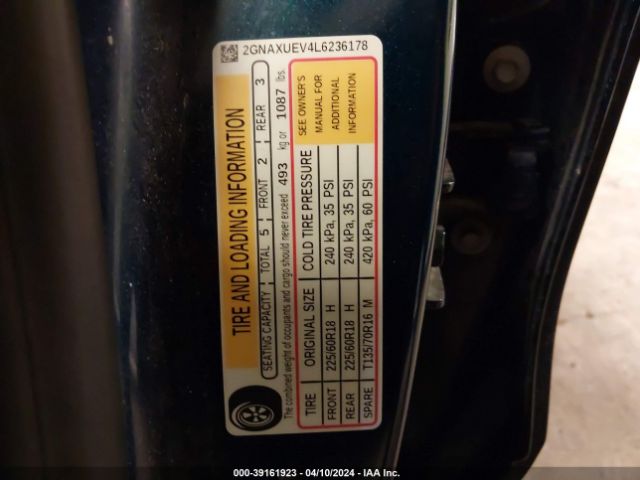 2GNAXUEV4L6236178
TIRE AND LOADING INFORMATION
SEATING CAPACITY TOTAL 5 FRONT 2 REAR 3
The combined weight of occupants and cargo should never exceed 493 kg or 1087 lbs.
TIRE ORIGINAL SIZE COLD TIRE PRESSURE
FRONT 225/60R18 H 240 kPa, 35 PSI
REAR 225/60R18 H 240 kPa, 35 PSI
SPARE T135/70R16 M 420 kPa, 60 PSI
SEE OWNER'S
MANUAL FOR
ADDITIONAL
INFORMATION
000-39161923 - 04/10/2024 - IAA Inc.